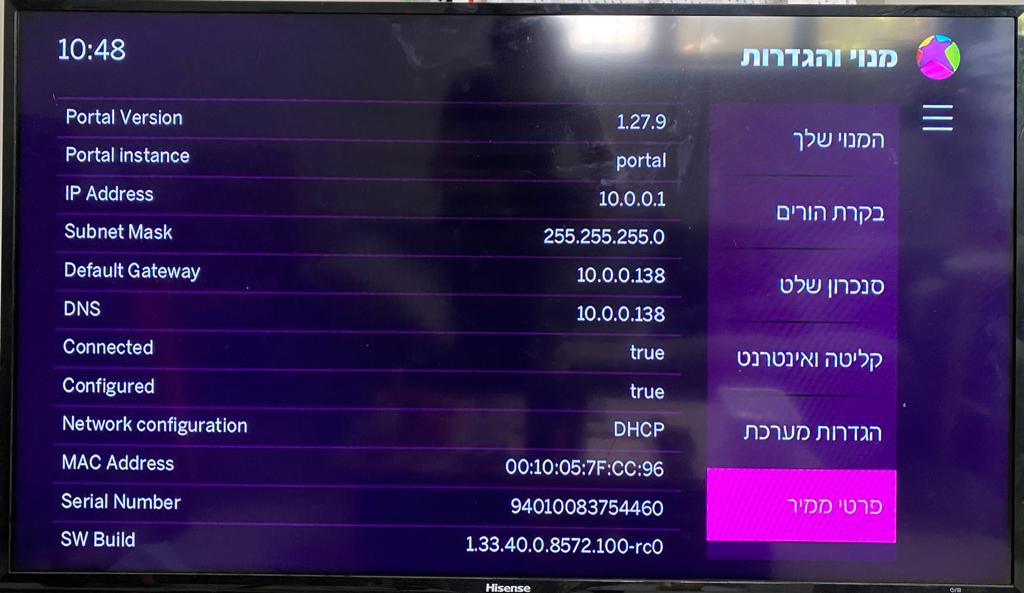 10:48
מנוי והגדרות
Portal Version 1.27.9
Portal instance portal
IP Address 10.0.0.1
Subnet Mask 255.255.255.0
Default Gateway 10.0.0.138
DNS 10.0.0.138
Connected true
Configured true
Network configuration DHCP
MAC Address 00:10:05:7F:CC:96
Serial Number 94010083754460
SW Build 1.33.40.0.8572.100-rc0
המנוי שלך
בקרת הורים
סנכרון שלט
קליטה ואינטרנט
הגדרות מערכת
פרטי ממיר
Hisense